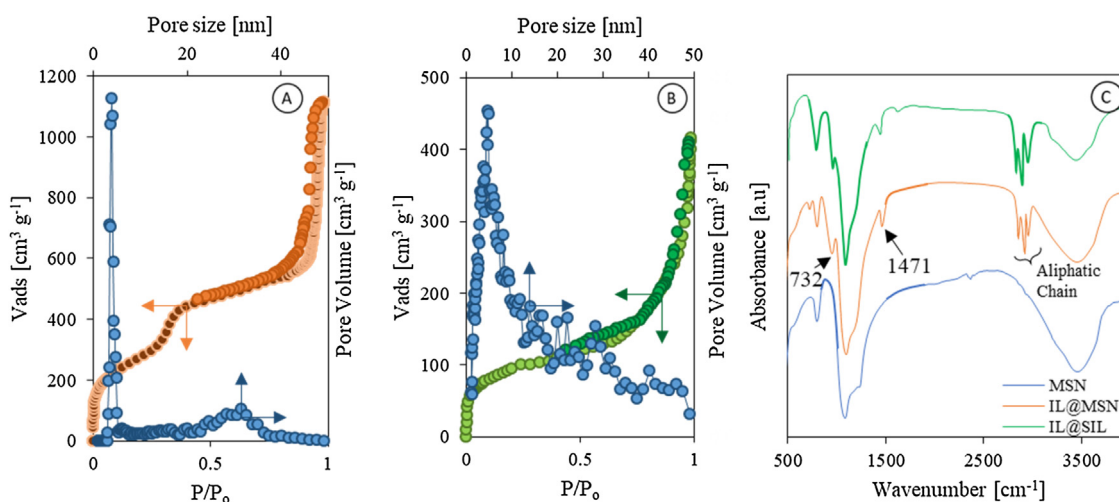 Pore size [nm]
0 20 40
A
Vads [cm³ g⁻¹]
1200
1000
800
600
400
200
0
Pore Volume [cm³ g⁻¹]
0 0.5 1
P/Pₒ
Pore size [nm]
0 10 20 30 40 50
B
Vads [cm³ g⁻¹]
500
400
300
200
100
0
Pore Volume [cm³ g⁻¹]
0 0.5 1
P/Pₒ
C
Absorbance [a.u]
732
1471
Aliphatic
Chain
MSN
IL@MSN
IL@SIL
500 1500 2500 3500
Wavenumber [cm⁻¹]